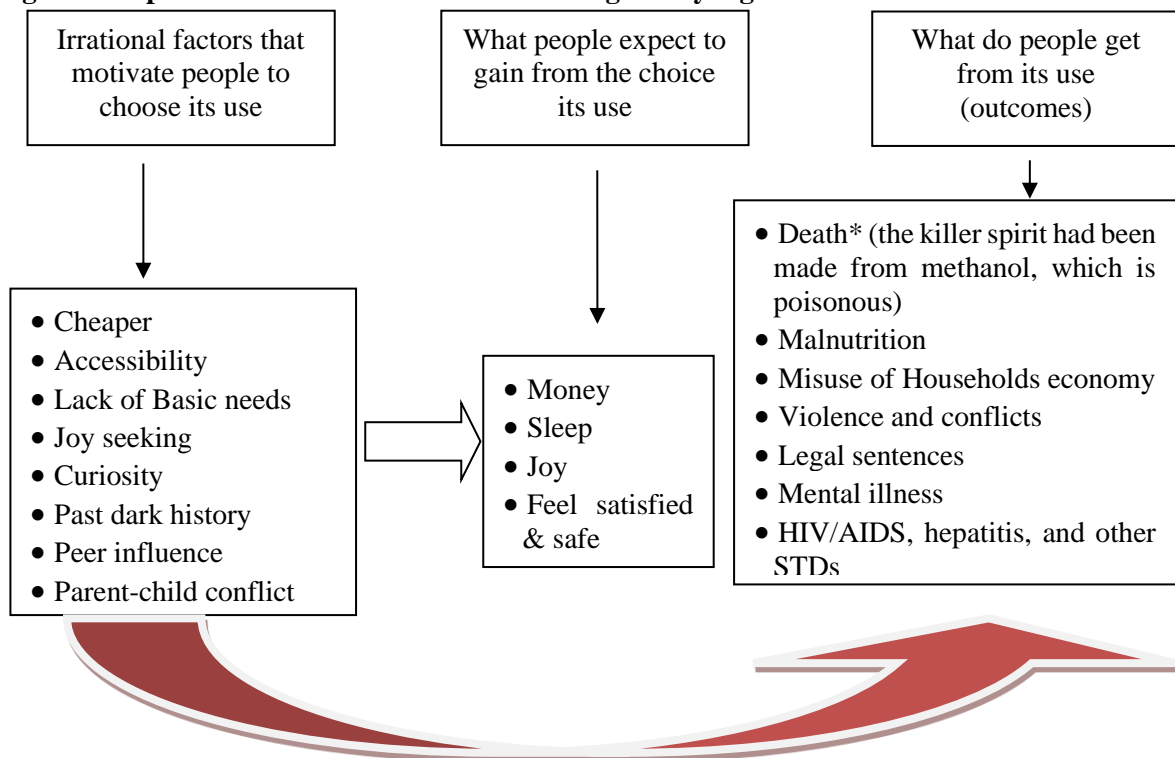 Irrational factors that
motivate people to
choose its use
What people expect to
gain from the choice
its use
What do people get
from its use
(outcomes)
• Cheaper
• Accessibility
• Lack of Basic needs
• Joy seeking
• Curiosity
• Past dark history
• Peer influence
• Parent-child conflict
• Money
• Sleep
• Joy
• Feel satisfied
& safe
• Death* (the killer spirit had been
made from methanol, which is
poisonous)
• Malnutrition
• Misuse of Households economy
• Violence and conflicts
• Legal sentences
• Mental illness
• HIV/AIDS, hepatitis, and other
STDs